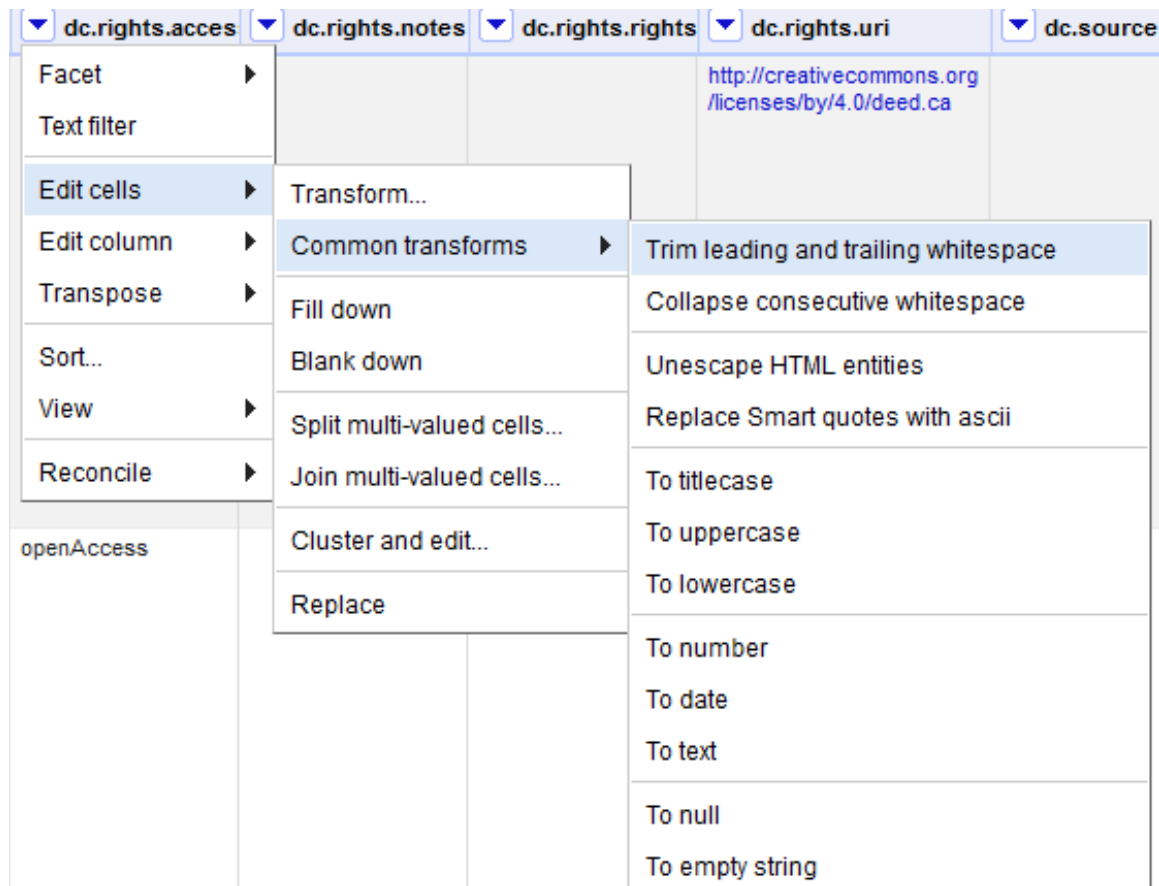 dc.rights.acces dc.rights.notes dc.rights.rights dc.rights.uri dc.source
http://creativecommons.org
/licenses/by/4.0/deed.ca
Facet
Text filter
Edit cells
Edit column
Transpose
Sort...
View
Reconcile
openAccess
Transform...
Common transforms
Fill down
Blank down
Split multi-valued cells...
Join multi-valued cells...
Cluster and edit...
Replace
Trim leading and trailing whitespace
Collapse consecutive whitespace
Unescape HTML entities
Replace Smart quotes with ascii
To titlecase
To uppercase
To lowercase
To number
To date
To text
To null
To empty string